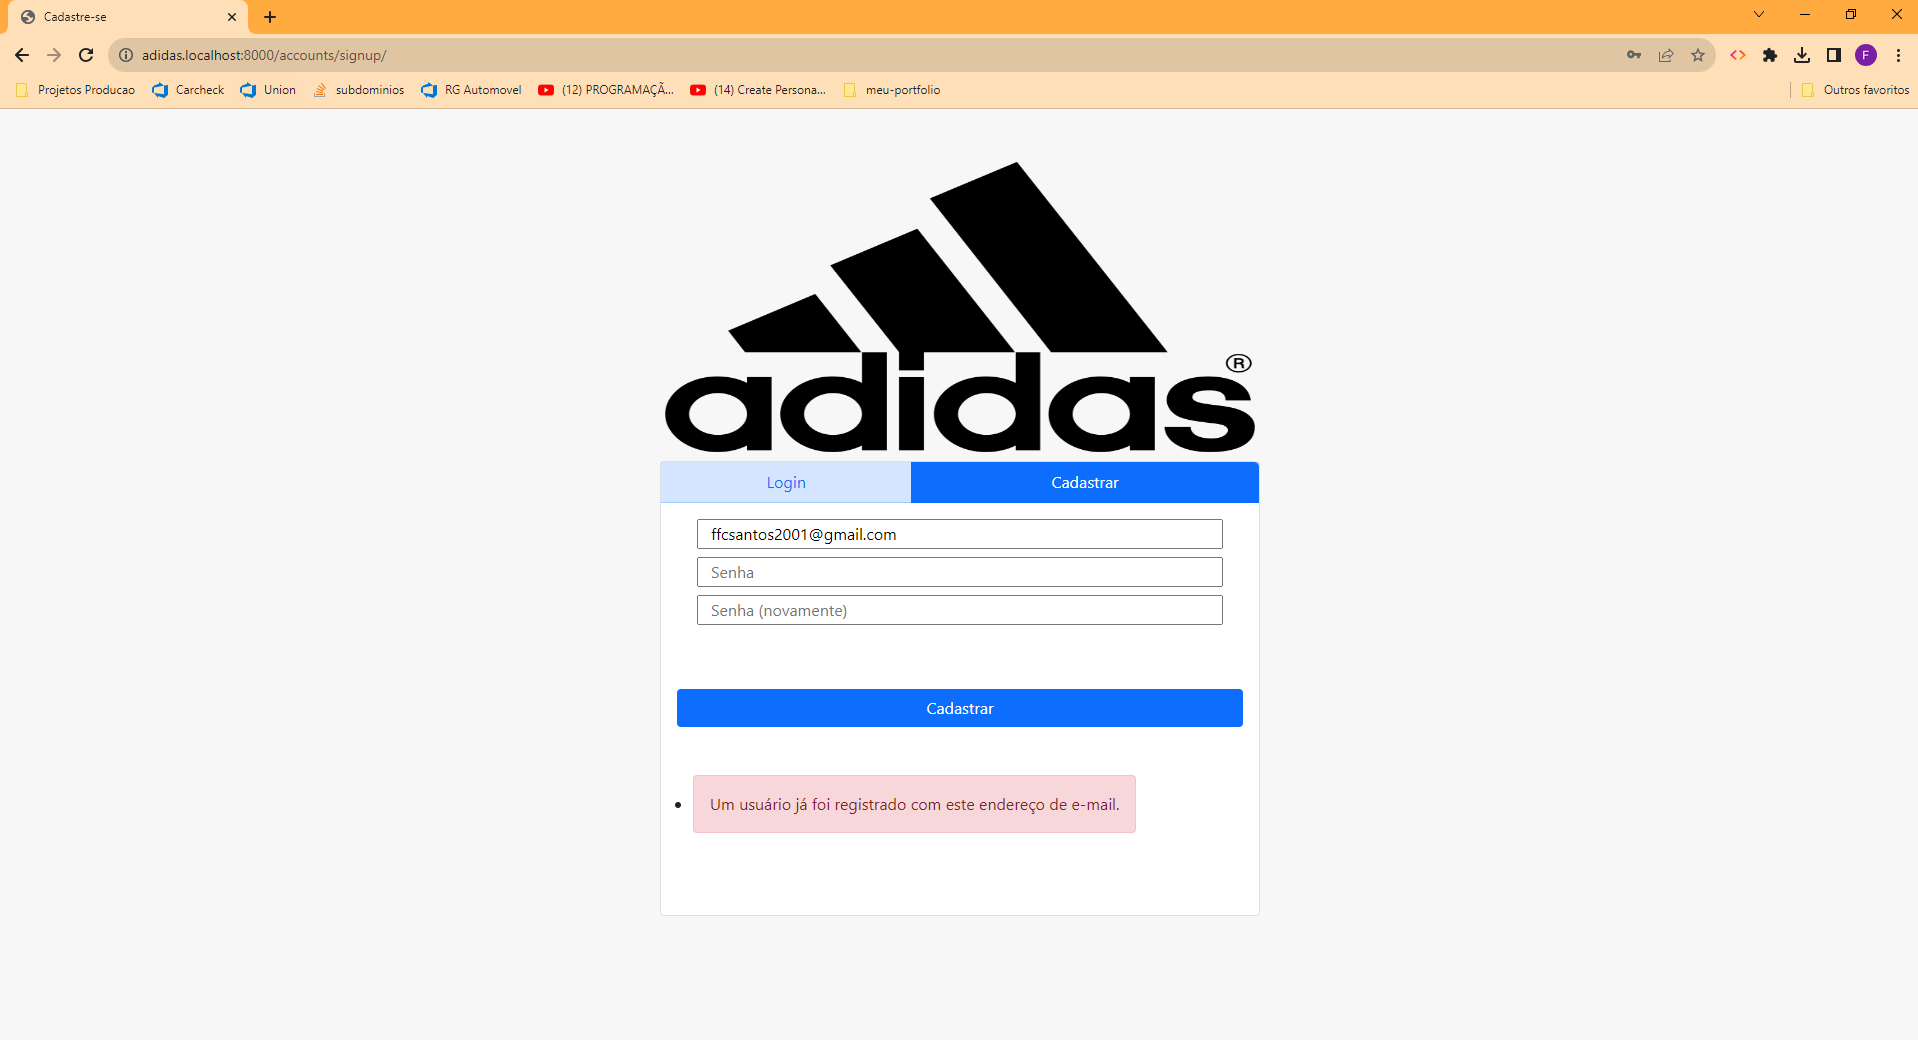 Cadastre-se
adidas.localhost:8000/accounts/signup/
F
Projetos Producao
Carcheck
Union
subdominios
RG Automovel
(12) PROGRAMAÇÃ...
(14) Create Persona...
meu-portfolio
Outros favoritos
adidas®
Login
Cadastrar
ffcsantos2001@gmail.com
Senha
Senha (novamente)
Cadastrar
Um usuário já foi registrado com este endereço de e-mail.